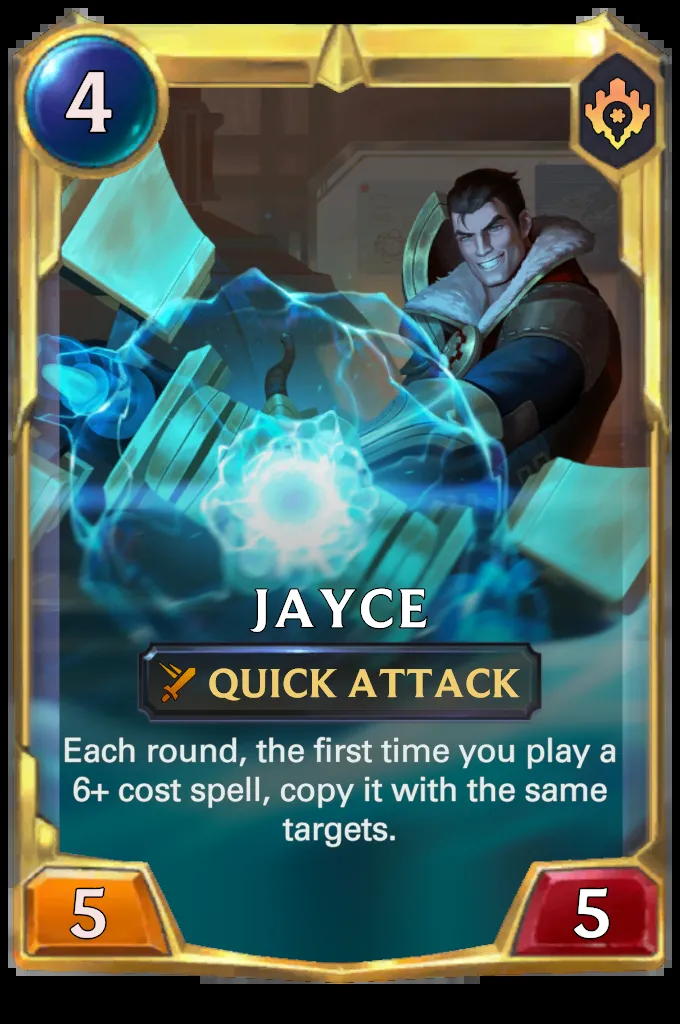 4
JAYCE
QUICK ATTACK
Each round, the first time you play a
6+ cost spell, copy it with the same
targets.
5
5